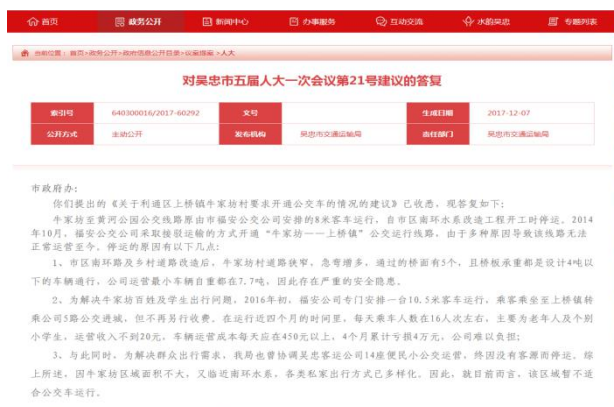 首页 政务公开 新闻中心 办事服务 互动交流 水韵吴忠 专题列表
当前位置：首页>政务公开>政府信息公开目录>议案提案>人大
对吴忠市五届人大一次会议第21号建议的答复
索引号 640300016/2017-60292 文号 生成日期 2017-12-07
公开方式 主动公开 发布机构 吴忠市交通运输局 责任部门 吴忠市交通运输局
市政府办：
你们提出的《关于利通区上桥镇牛家坊村要求开通公交车的情况的建议》已收悉，现答复如下：
牛家坊至黄河公园公交线路原由市福安公交公司安排的8米客车运行，自市区南环水系改造工程开工时停运。2014
年10月，福安公交公司采取接驳运输的方式开通“牛家坊——上桥镇”公交运行线路，由于多种原因导致该线路无法
正常运营至今。停运的原因有以下几点：
1、市区南环路及乡村道路改造后，牛家坊村道路狭窄，急弯增多，通过的桥面有5个，且桥板承重都是设计4吨以
下的车辆通行，公司运营最小车辆自重都在7.7吨，因此存在严重的安全隐患。
2、为解决牛家坊百姓及学生出行问题，2016年初，福安公司专门安排一台10.5米客车运行，乘客乘坐至上桥镇转
乘公司5路公交进城，但不再另行收费。在运行近四个月的时间里，每天乘车人数在16人次左右，主要为老年人及个别
小学生，运营收入不到20元，车辆运营成本每天应在450元以上，4个月累计亏损4万元，公司难以负担；
3、与此同时，为解决群众出行需求，我局也曾协调吴忠客运公司14座便民小公交运营，终因没有客源而停运。综
上所述，因牛家坊区域面积不大，又临近南环水系，各类私家出行方式已多样化。因此，就目前而言，该区域暂不适
合公交车运行。